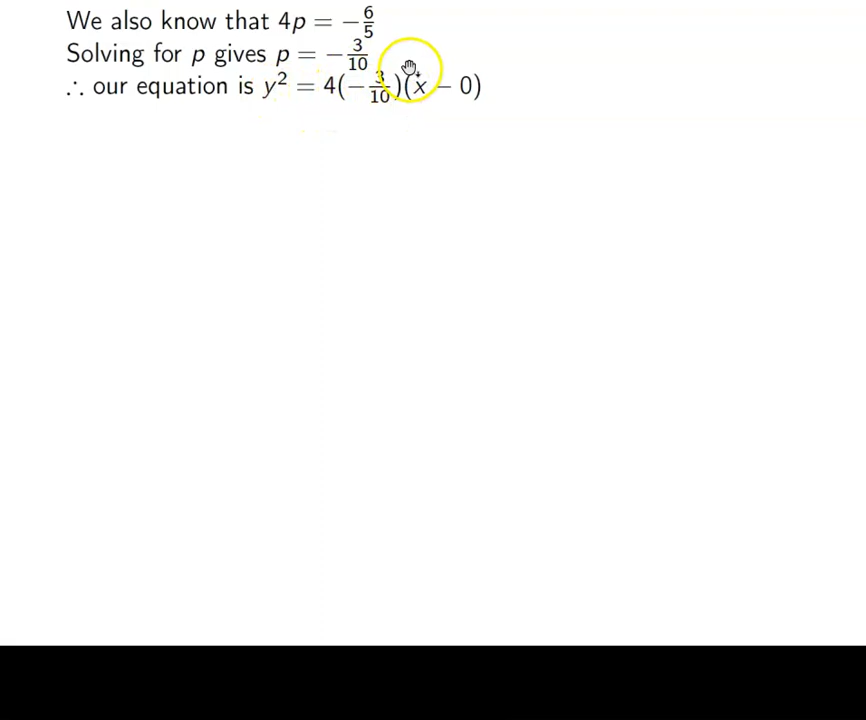 We also know that 4p = −6/5
Solving for p gives p = −3/10
∴ our equation is y² = 4(−3/10)(x − 0)